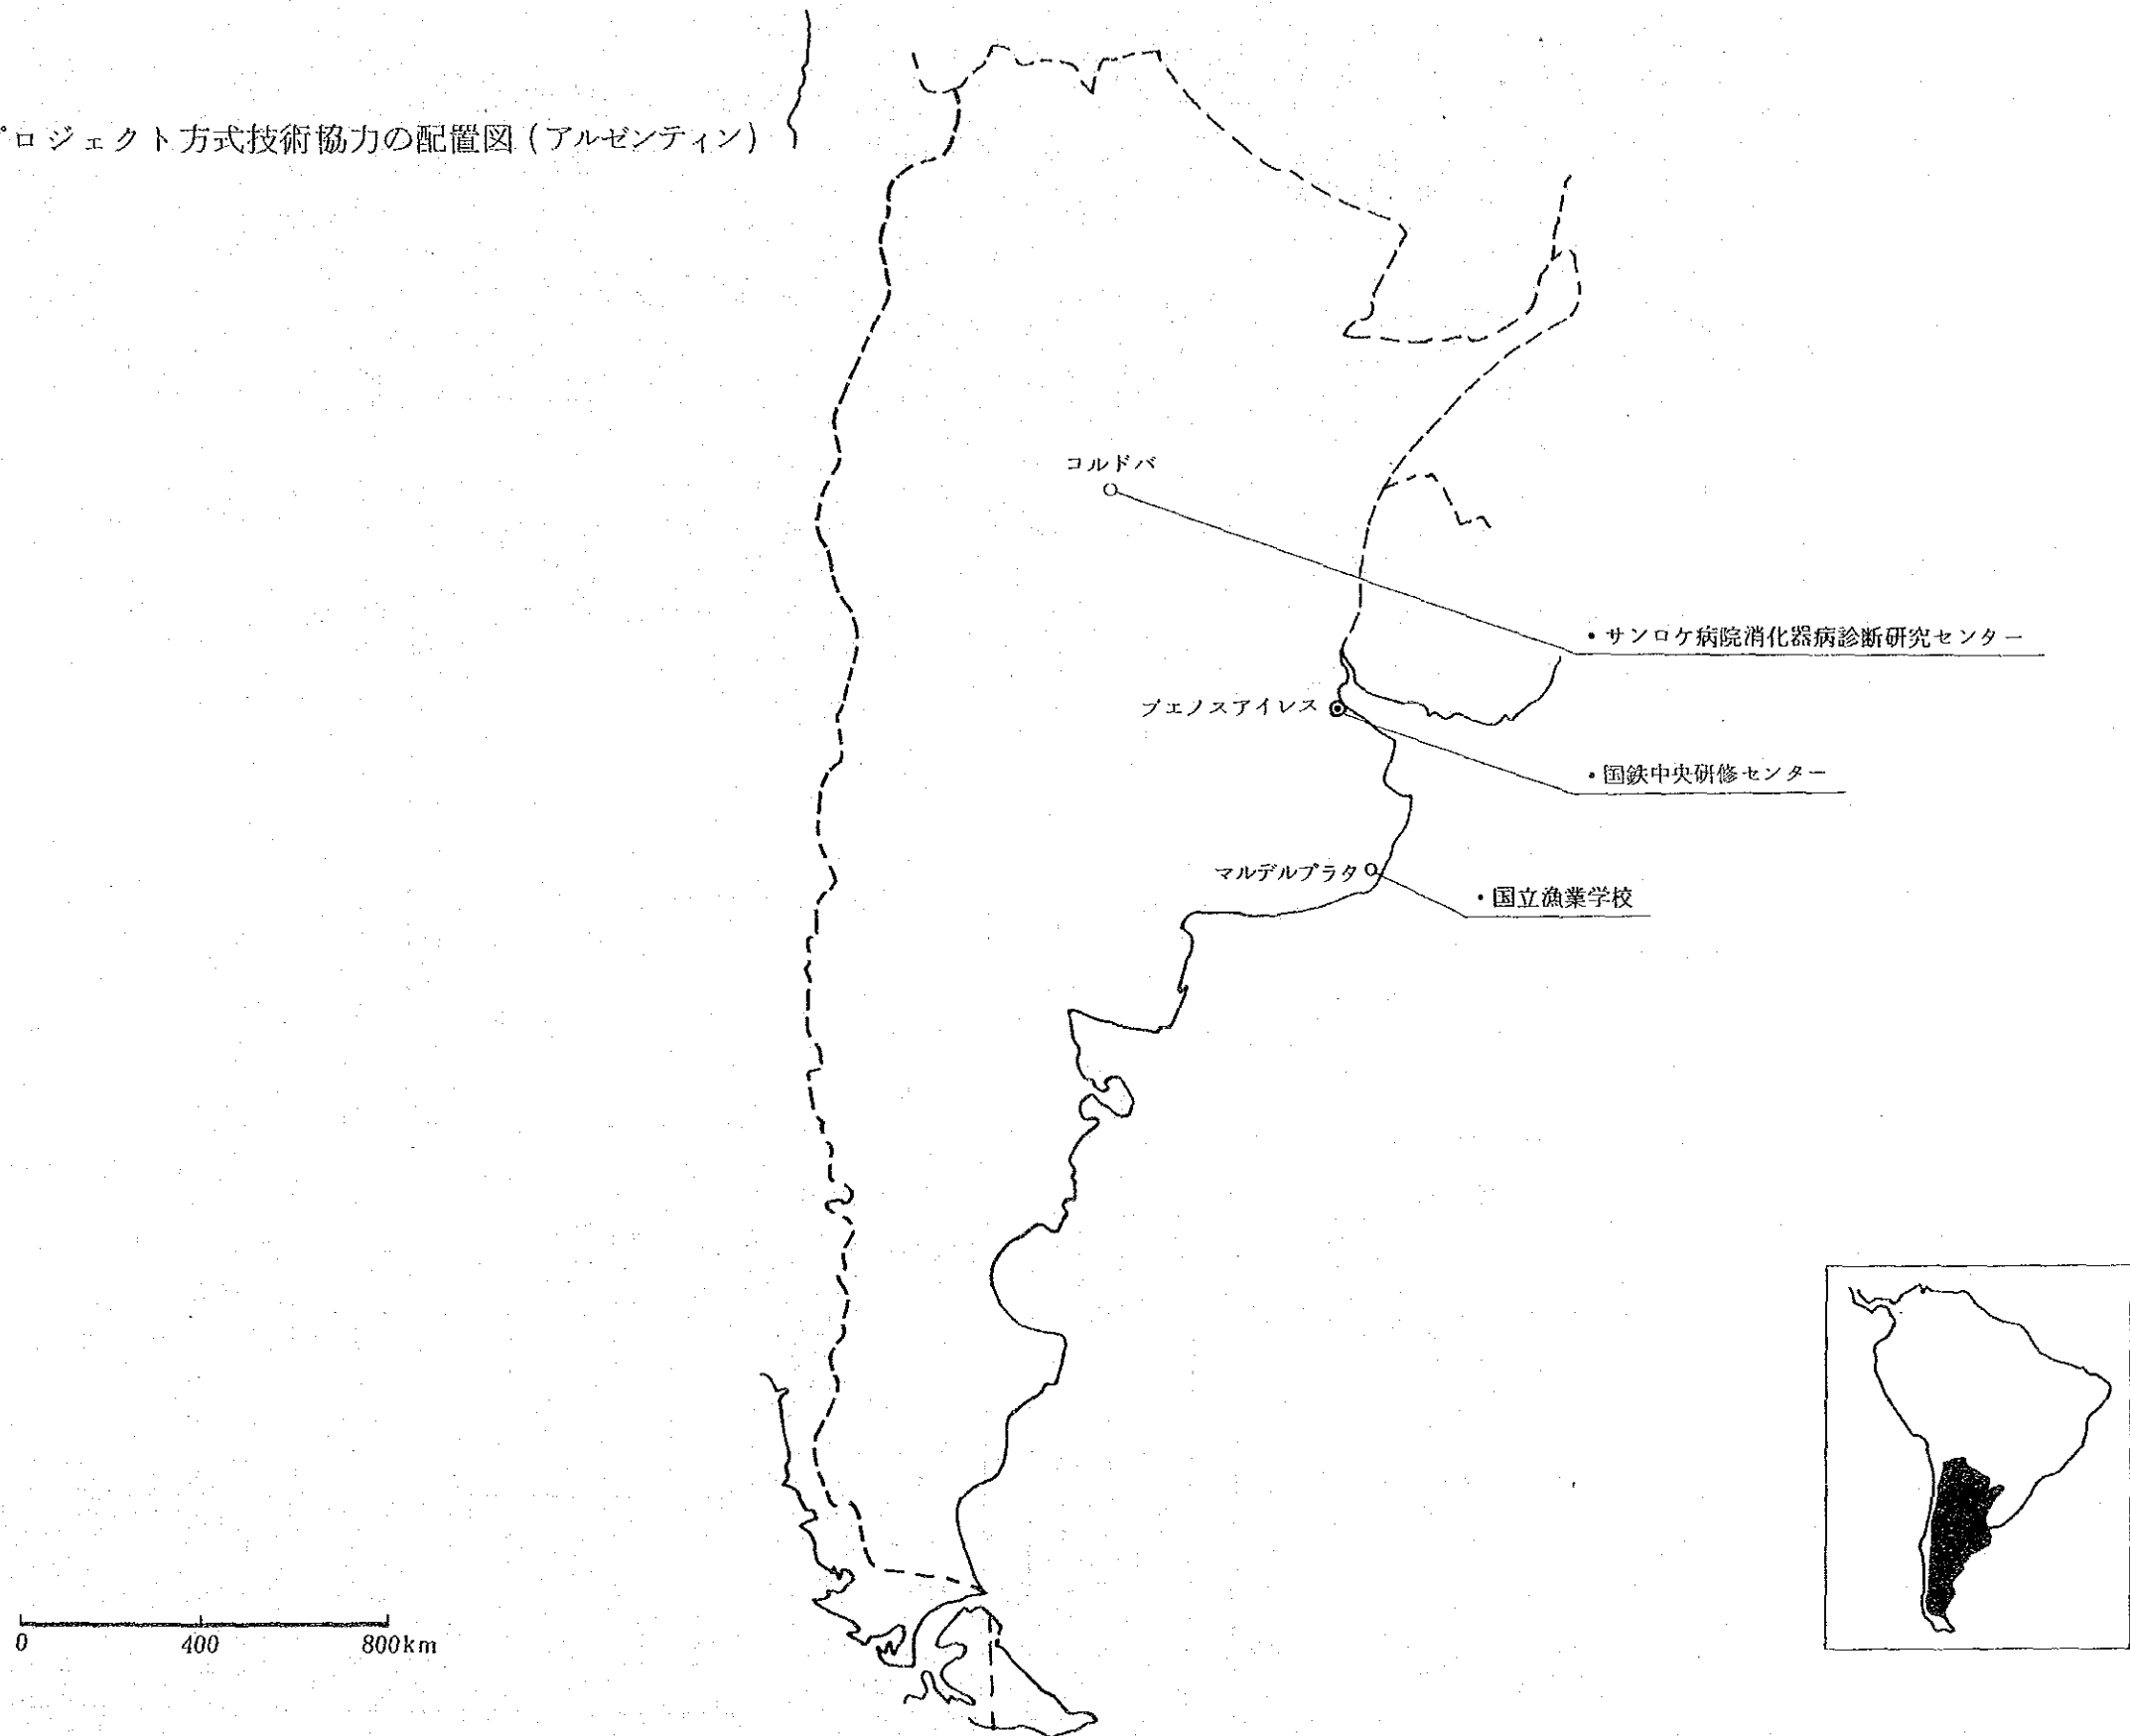 ロジェクト方式技術協力の配置図(アルゼンティン)
コルドバ
・サンロケ病院消化器病診断研究センター
ブエノスアイレス
・国鉄中央研修センター
マルデルプラタ
・国立漁業学校
0 400 800km